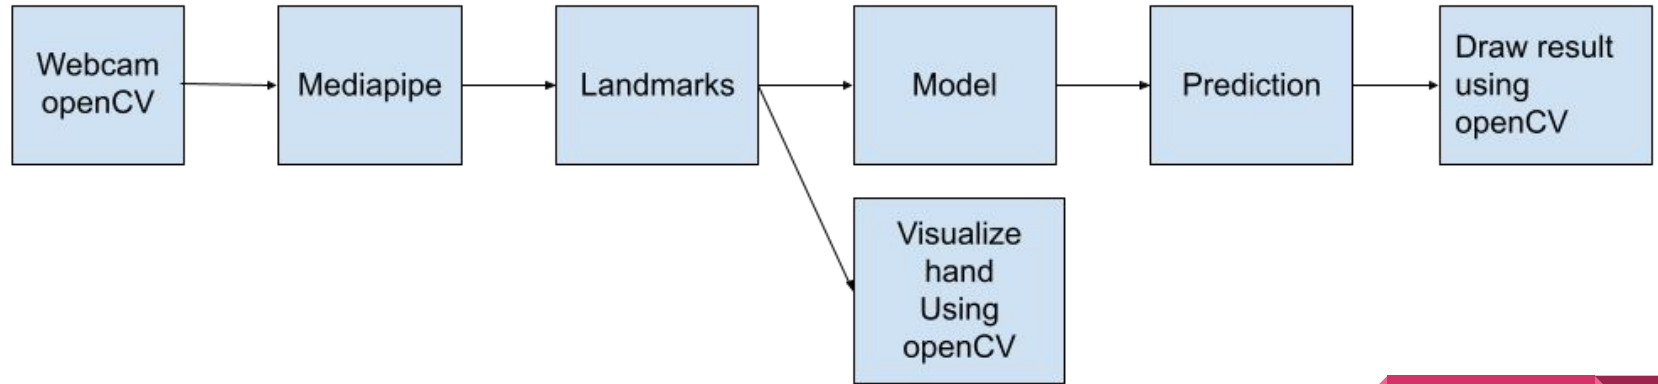 Webcam
openCV
Mediapipe
Landmarks
Model
Prediction
Draw result
using
openCV
Visualize
hand
Using
openCV